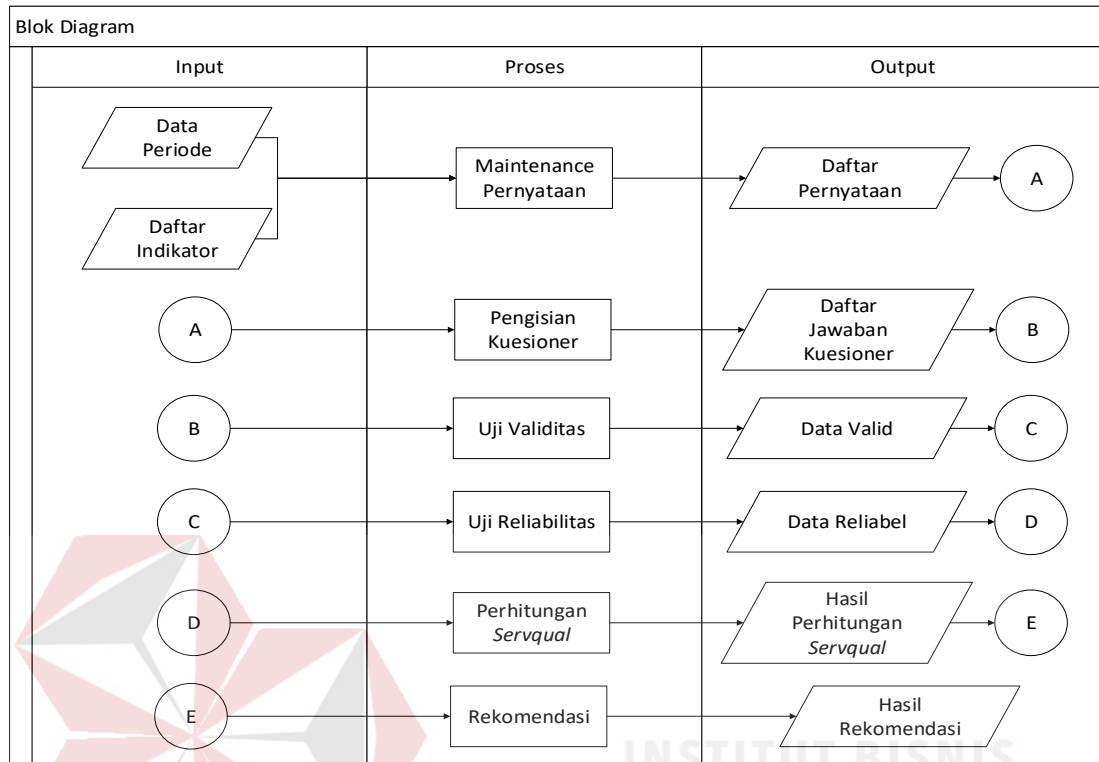 Blok Diagram
Input
Proses
Output
Data
Periode
Daftar
Indikator
Maintenance
Pernyataan
Daftar
Pernyataan
A
A
Pengisian
Kuesioner
Daftar
Jawaban
Kuesioner
B
B
Uji Validitas
Data Valid
C
C
Uji Reliabilitas
Data Reliabel
D
D
Perhitungan
Servqual
Hasil
Perhitungan
Servqual
E
E
Rekomendasi
Hasil
Rekomendasi
INSTITUT BISNIS